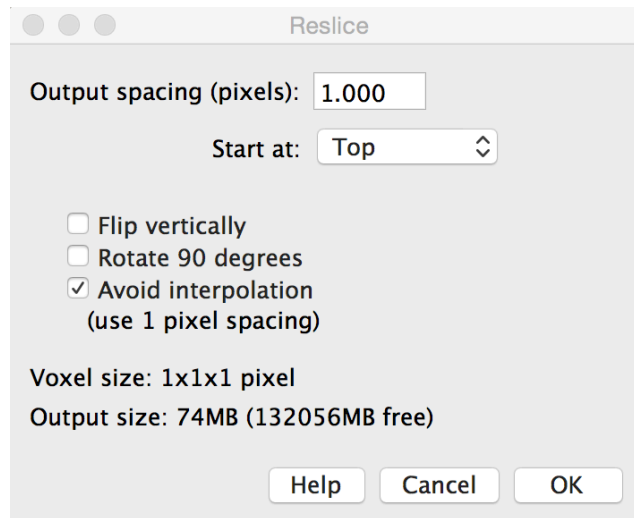 Reslice
Output spacing (pixels): 1.000
Start at: Top
Flip vertically
Rotate 90 degrees
Avoid interpolation
(use 1 pixel spacing)
Voxel size: 1x1x1 pixel
Output size: 74MB (132056MB free)
Help Cancel OK